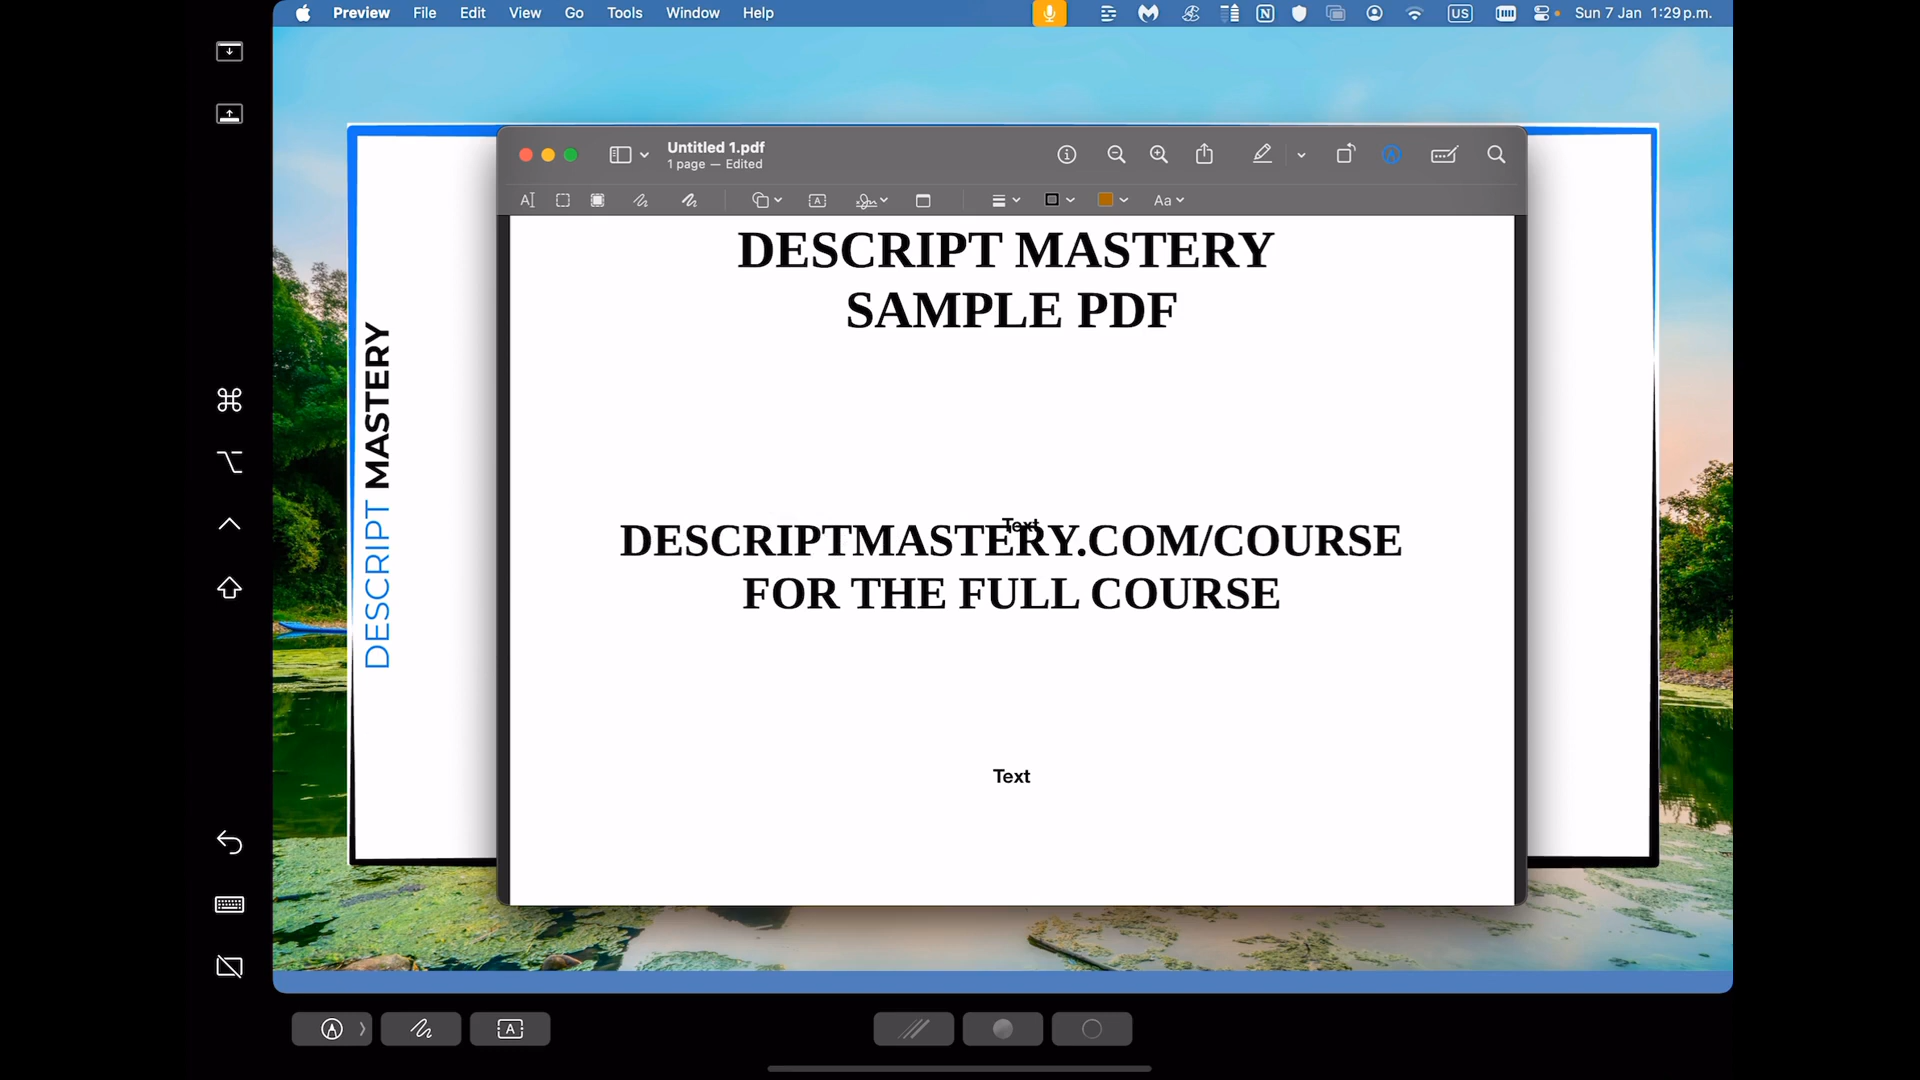 Preview File Edit View Go Tools Window Help
US
Sun 7 Jan 1:29 p.m.
Untitled 1.pdf
1 page — Edited
Aa
DESCRIPT MASTERY
SAMPLE PDF
Text
DESCRIPTMASTERY.COM/COURSE
FOR THE FULL COURSE
Text
DESCRIPT MASTERY